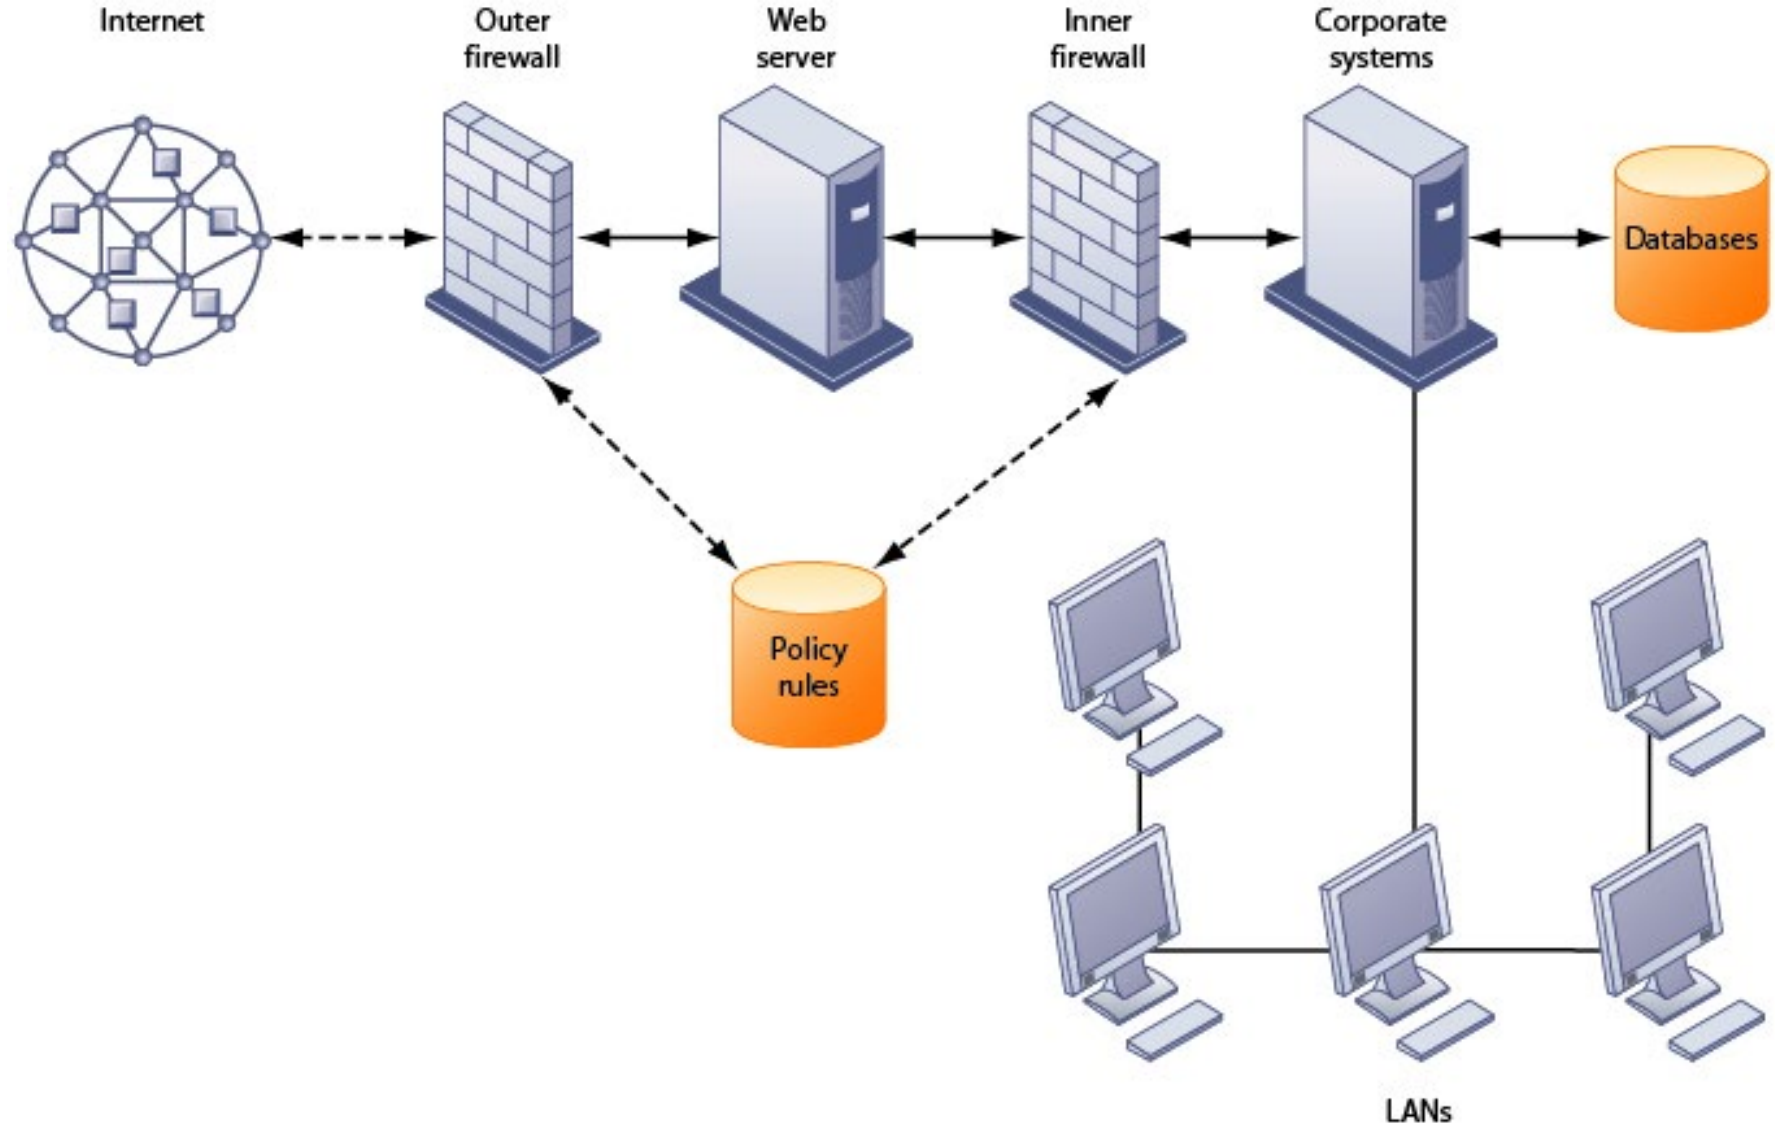 Internet
Outer
firewall
Web
server
Inner
firewall
Corporate
systems
Databases
Policy
rules
LANs